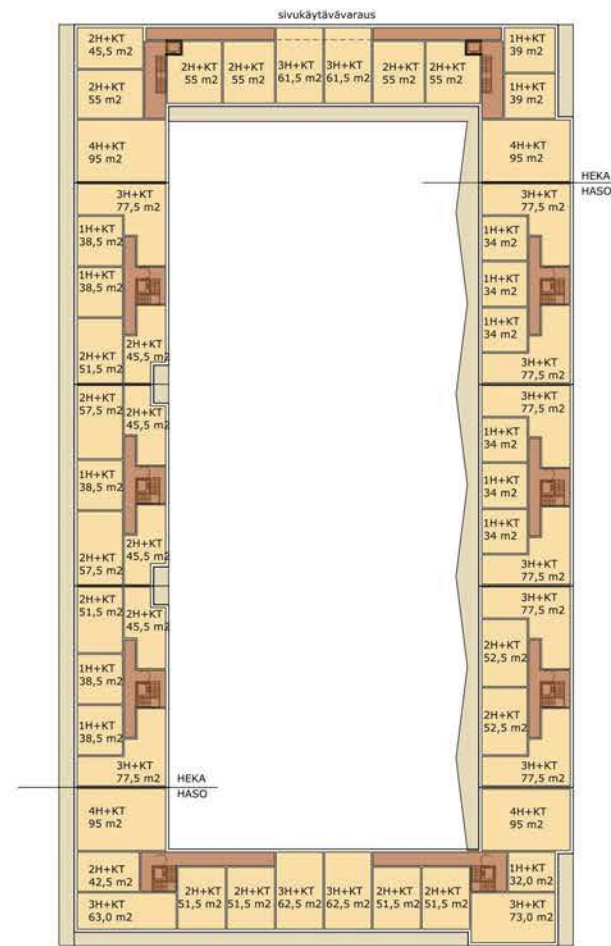 sivukäytävävaraus
2H+KT
45,5 m2
2H+KT
55 m2
2H+KT
55 m2
2H+KT
55 m2
3H+KT
61,5 m2
3H+KT
61,5 m2
2H+KT
55 m2
2H+KT
55 m2
1H+KT
39 m2
1H+KT
39 m2
4H+KT
95 m2
4H+KT
95 m2
HEKA
HASO
3H+KT
77,5 m2
1H+KT
38,5 m2
1H+KT
38,5 m2
2H+KT
51,5 m2
2H+KT
45,5 m2
2H+KT
57,5 m2
2H+KT
45,5 m2
1H+KT
38,5 m2
2H+KT
57,5 m2
2H+KT
45,5 m2
2H+KT
51,5 m2
2H+KT
45,5 m2
1H+KT
38,5 m2
1H+KT
38,5 m2
3H+KT
77,5 m2
HEKA
HASO
3H+KT
77,5 m2
1H+KT
34 m2
1H+KT
34 m2
1H+KT
34 m2
3H+KT
77,5 m2
3H+KT
77,5 m2
1H+KT
34 m2
1H+KT
34 m2
1H+KT
34 m2
3H+KT
77,5 m2
3H+KT
77,5 m2
2H+KT
52,5 m2
2H+KT
52,5 m2
3H+KT
77,5 m2
4H+KT
95 m2
4H+KT
95 m2
2H+KT
42,5 m2
3H+KT
63,0 m2
2H+KT
51,5 m2
2H+KT
51,5 m2
3H+KT
62,5 m2
3H+KT
62,5 m2
2H+KT
51,5 m2
2H+KT
51,5 m2
1H+KT
32,0 m2
3H+KT
73,0 m2